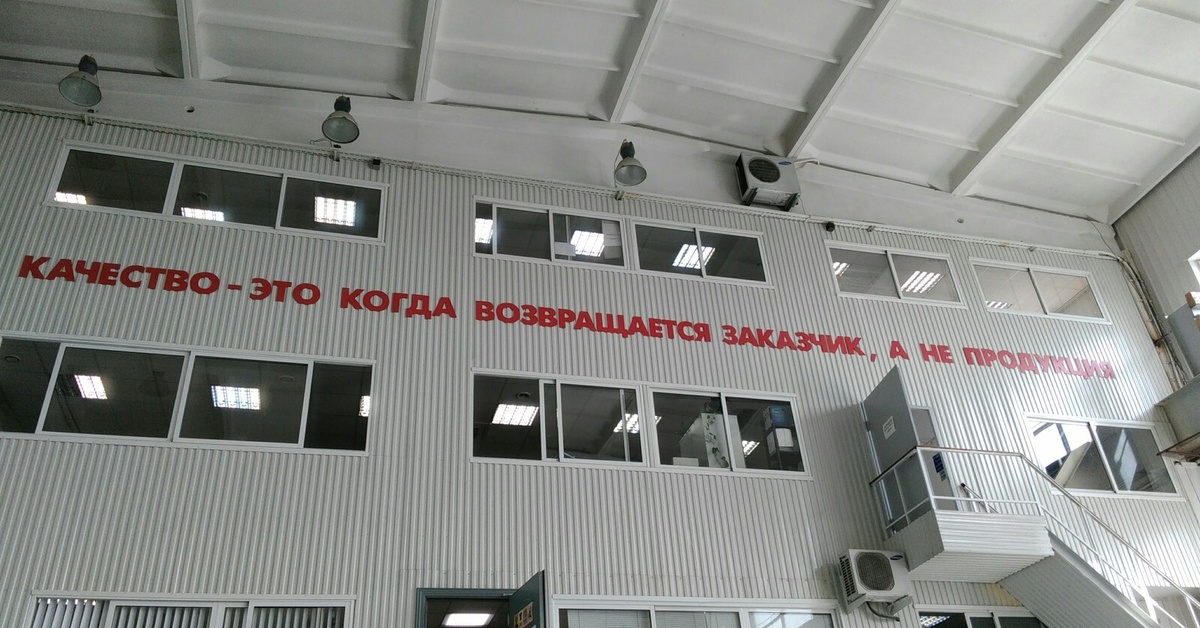 КАЧЕСТВО – ЭТО КОГДА ВОЗВРАЩАЕТСЯ ЗАКАЗЧИК, А НЕ ПРОДУКЦИЯ